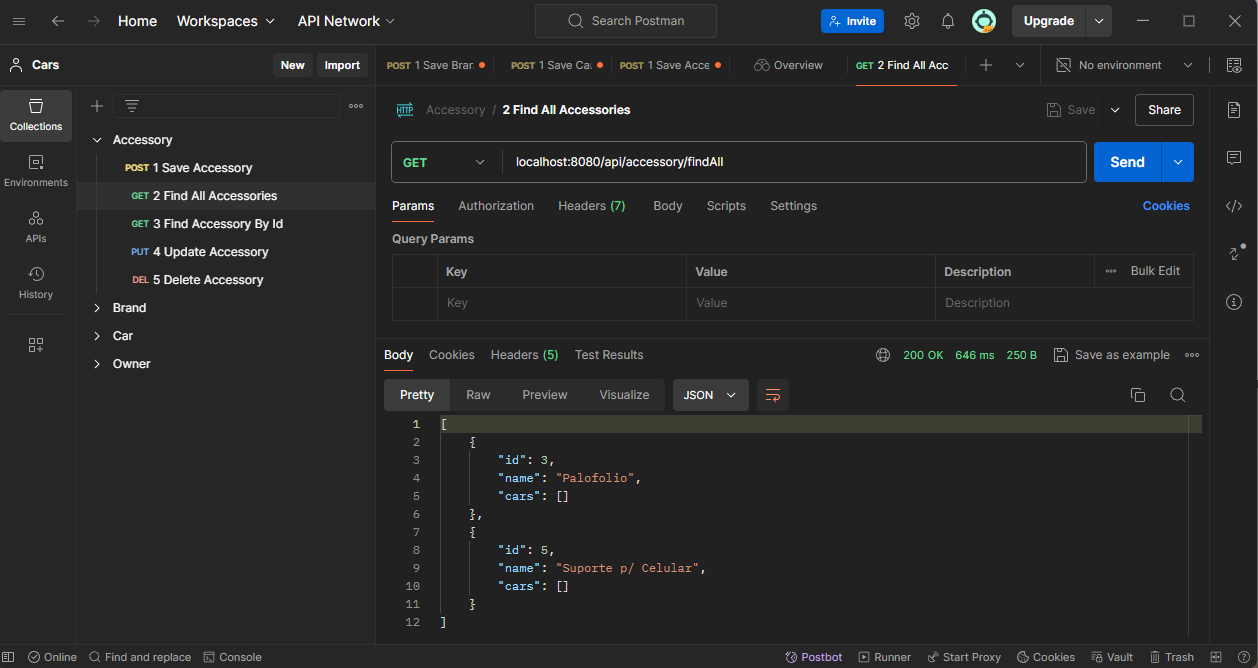 Home Workspaces API Network Search Postman Invite Upgrade
Cars New Import POST 1 Save Bran POST 1 Save Ca POST 1 Save Acce Overview GET 2 Find All Acc No environment
Collections
Environments
APIs
History
Accessory
POST 1 Save Accessory
GET 2 Find All Accessories
GET 3 Find Accessory By Id
PUT 4 Update Accessory
DEL 5 Delete Accessory
Brand
Car
Owner
HTTP Accessory / 2 Find All Accessories Save Share
GET localhost:8080/api/accessory/findAll Send
Params Authorization Headers (7) Body Scripts Settings Cookies
Query Params
Key Value Description Bulk Edit
Key Value Description
Body Cookies Headers (5) Test Results 200 OK 646 ms 250 B Save as example
Pretty Raw Preview Visualize JSON
1 [
2 {
3 "id": 3,
4 "name": "Palofolio",
5 "cars": []
6 },
7 {
8 "id": 5,
9 "name": "Suporte p/ Celular",
10 "cars": []
11 }
12 ]
Online Find and replace Console Postbot Runner Start Proxy Cookies Vault Trash